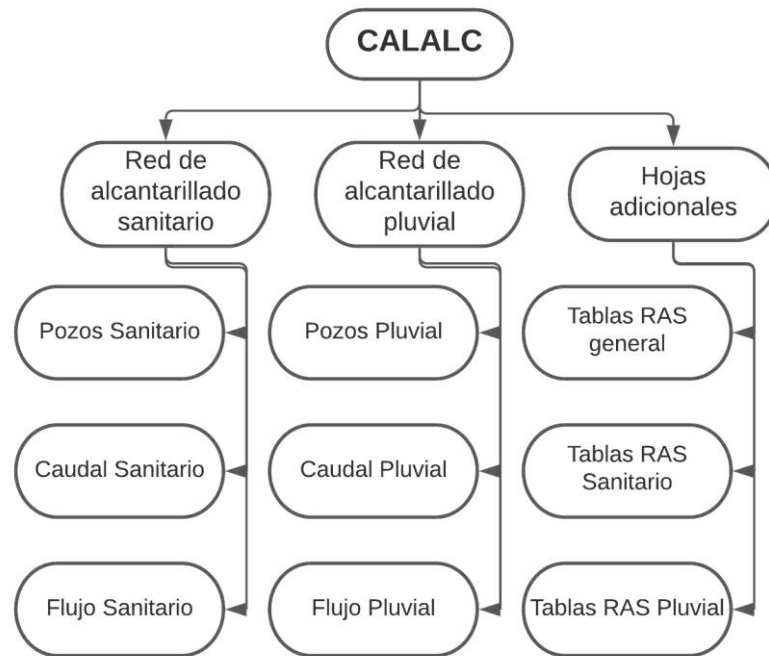 CALALC
Red de
alcantarillado
sanitario
Red de
alcantarillado
pluvial
Hojas
adicionales
Pozos Sanitario
Pozos Pluvial
Tablas RAS
general
Caudal Sanitario
Caudal Pluvial
Tablas RAS
Sanitario
Flujo Sanitario
Flujo Pluvial
Tablas RAS Pluvial